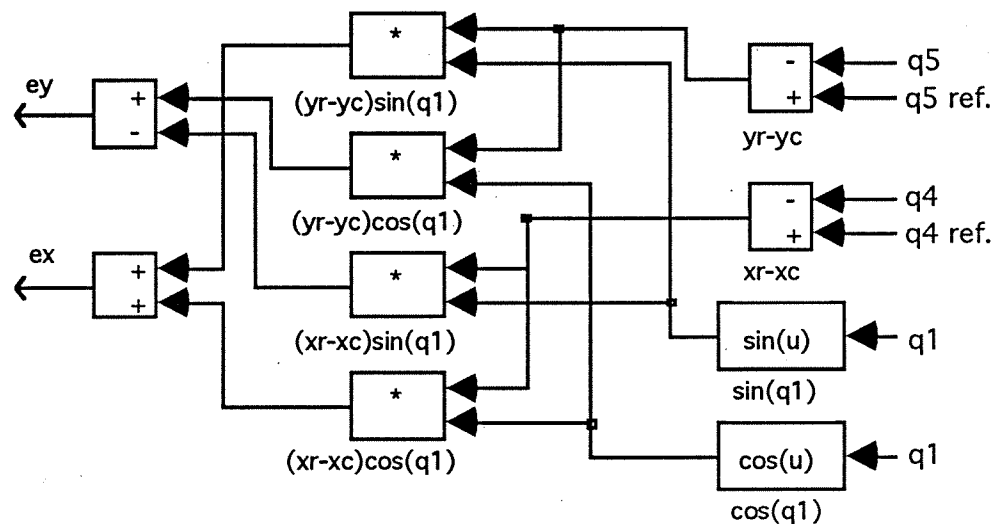 *
- q5
+ q5 ref.
yr-yc
(yr-yc)sin(q1)
ey
+
-
*
(yr-yc)cos(q1)
- q4
+ q4 ref.
xr-xc
ex
+
+
*
(xr-xc)sin(q1)
sin(u) q1
sin(q1)
*
(xr-xc)cos(q1)
cos(u) q1
cos(q1)